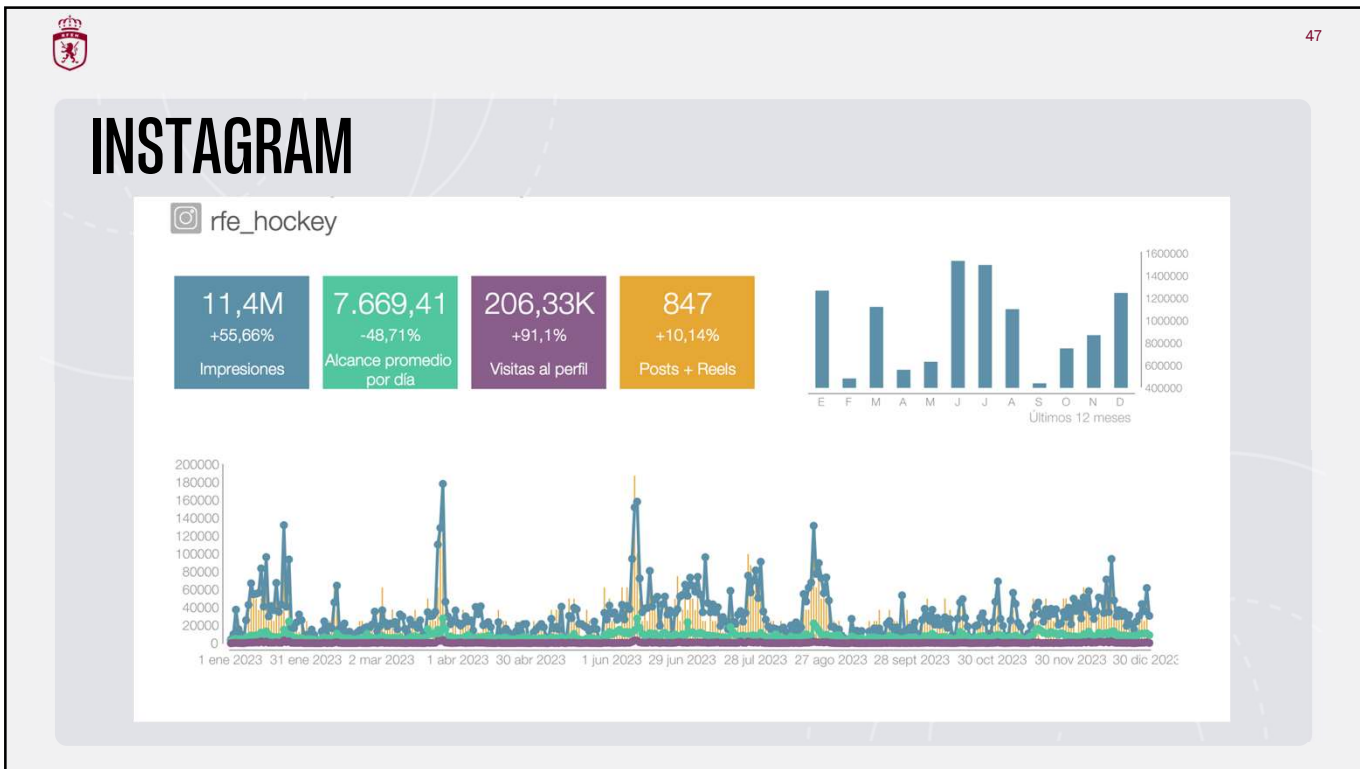 47
RFEH
INSTAGRAM
rfe_hockey
11,4M
+55,66%
Impresiones
7.669,41
-48,71%
Alcance promedio
por día
206,33K
+91,1%
Visitas al perfil
847
+10,14%
Posts + Reels
1600000
1400000
1200000
1000000
800000
600000
400000
E F M A M J J A S O N D
Últimos 12 meses
200000
180000
160000
140000
120000
100000
80000
60000
40000
20000
0
1 ene 2023 31 ene 2023 2 mar 2023 1 abr 2023 30 abr 2023 1 jun 2023 29 jun 2023 28 jul 2023 27 ago 2023 28 sept 2023 30 oct 2023 30 nov 2023 30 dic 2023